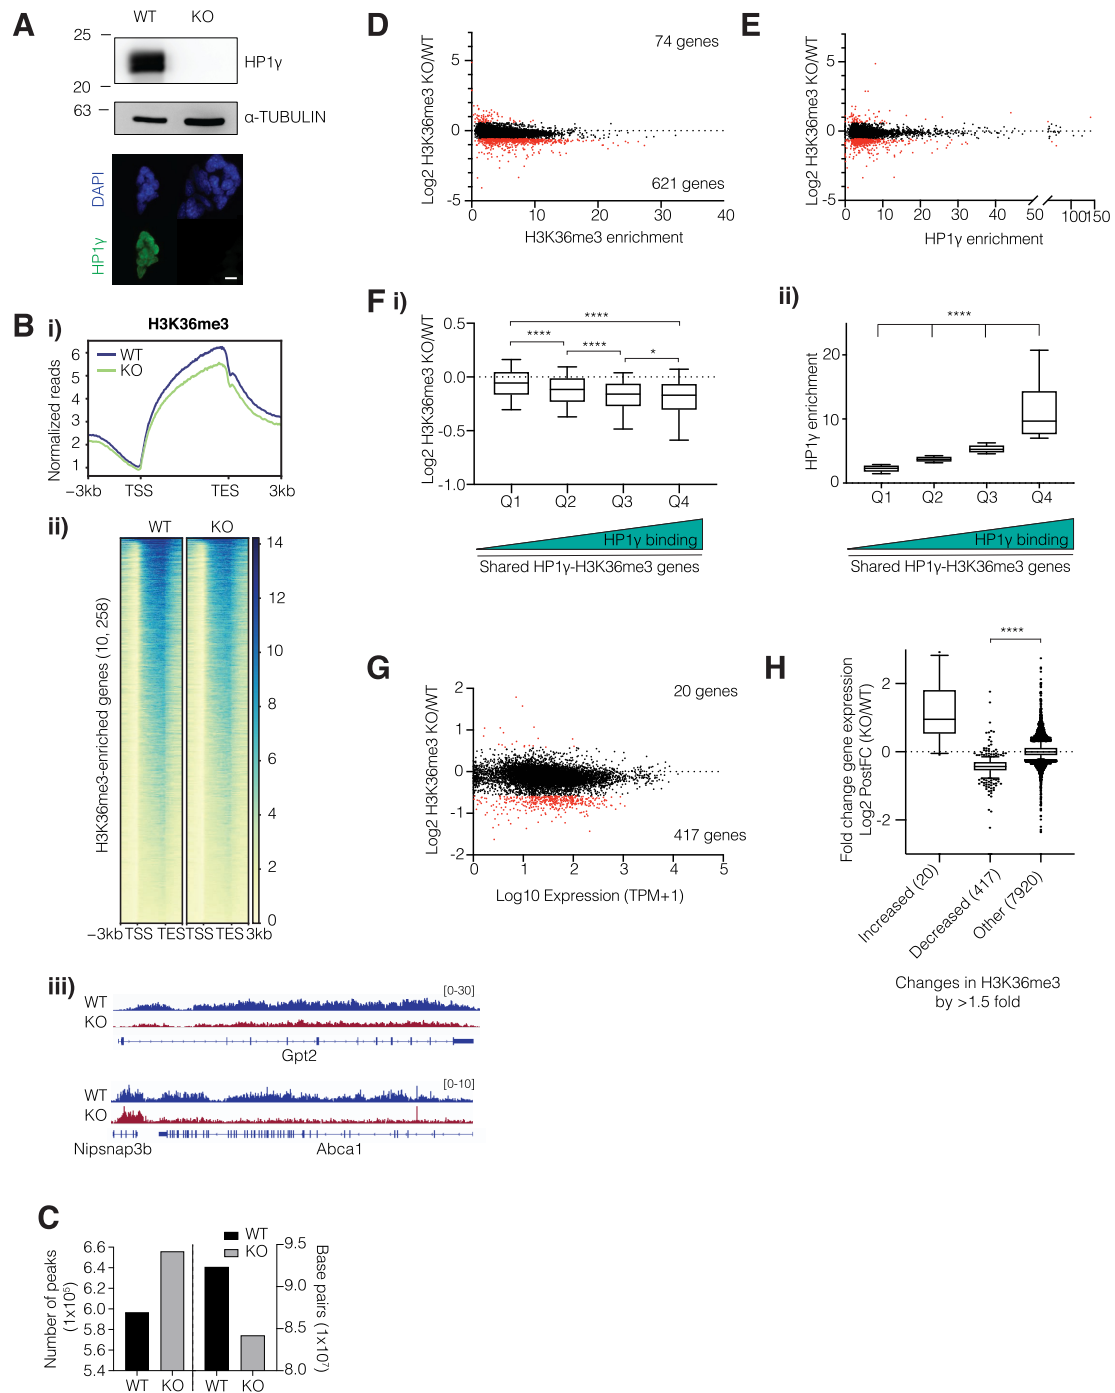 A
WT KO
25
20
HP1γ
63
α-TUBULIN
DAPI
HP1γ
B i)
H3K36me3
WT
KO
Normalized reads
6
5
4
3
2
1
−3kb TSS TES 3kb
ii)
WT KO
H3K36me3-enriched genes (10, 258)
14
12
10
8
6
4
2
0
−3kb TSS TES TSS TES 3kb
iii)
[0-30]
WT
KO
Gpt2
[0-10]
WT
KO
Nipsnap3b Abca1
C
WT
KO
Number of peaks
(1x10⁵)
6.6
6.4
6.2
6.0
5.8
5.6
5.4
9.5
9.0
8.5
8.0
Base pairs (1x10⁷)
WT KO WT KO
D
74 genes
Log2 H3K36me3 KO/WT
5
0
-5
621 genes
0 10 20 30 40
H3K36me3 enrichment
E
Log2 H3K36me3 KO/WT
5
0
-5
0 10 20 30 40 50 100 150
HP1γ enrichment
F i)
Log2 H3K36me3 KO/WT
0.5
0.0
-0.5
-1.0
****
****
****
*
Q1 Q2 Q3 Q4
HP1γ binding
Shared HP1γ-H3K36me3 genes
ii)
****
HP1γ enrichment
20
10
0
Q1 Q2 Q3 Q4
HP1γ binding
Shared HP1γ-H3K36me3 genes
G
20 genes
Log2 H3K36me3 KO/WT
2
1
0
-1
-2
417 genes
0 1 2 3 4 5
Log10 Expression (TPM+1)
H
****
Fold change gene expression
Log2 PostFC (KO/WT)
2
0
-2
Increased (20)
Decreased (417)
Other (7920)
Changes in H3K36me3
by >1.5 fold